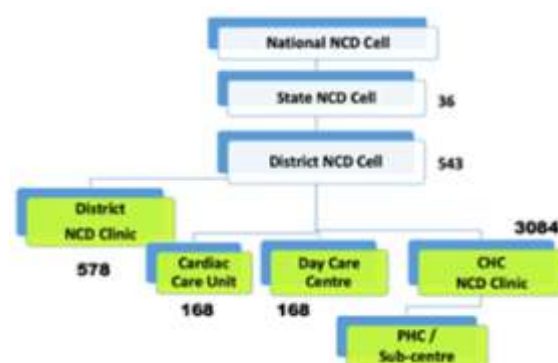 National NCD Cell
State NCD Cell
36
District NCD Cell
543
District
NCD Clinic
578
Cardiac
Care Unit
168
Day Care
Centre
168
3084
CHC
NCD Clinic
PHC /
Sub-centre